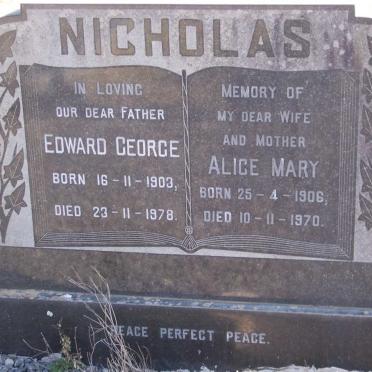 NICHOLAS
IN LOVING
OUR DEAR FATHER
EDWARD GEORGE
BORN 16-11-1903,
DIED 23-11-1978.
MEMORY OF
MY DEAR WIFE
AND MOTHER
ALICE MARY
BORN 25-4-1906,
DIED 10-11-1970.
PEACE PERFECT PEACE.